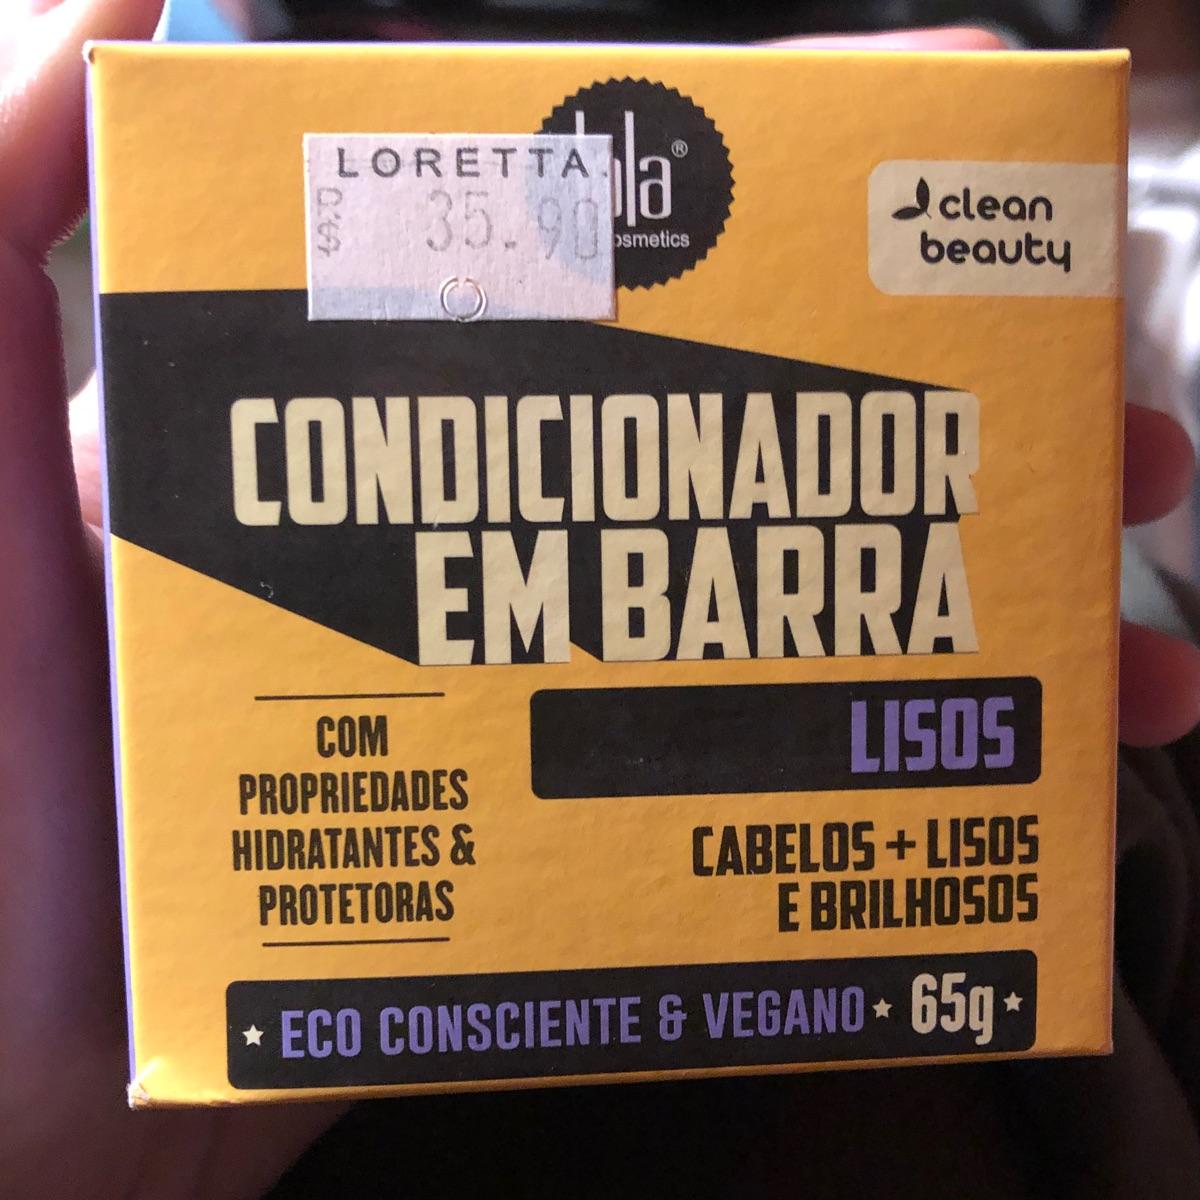 LORETTA
35.90
la®
osmetics
clean
beauty
CONDICIONADOR
EM BARRA
LISOS
COM
PROPRIEDADES
HIDRATANTES &
PROTETORAS
CABELOS + LISOS
E BRILHOSOS
★ ECO CONSCIENTE & VEGANO ★ 65g ★